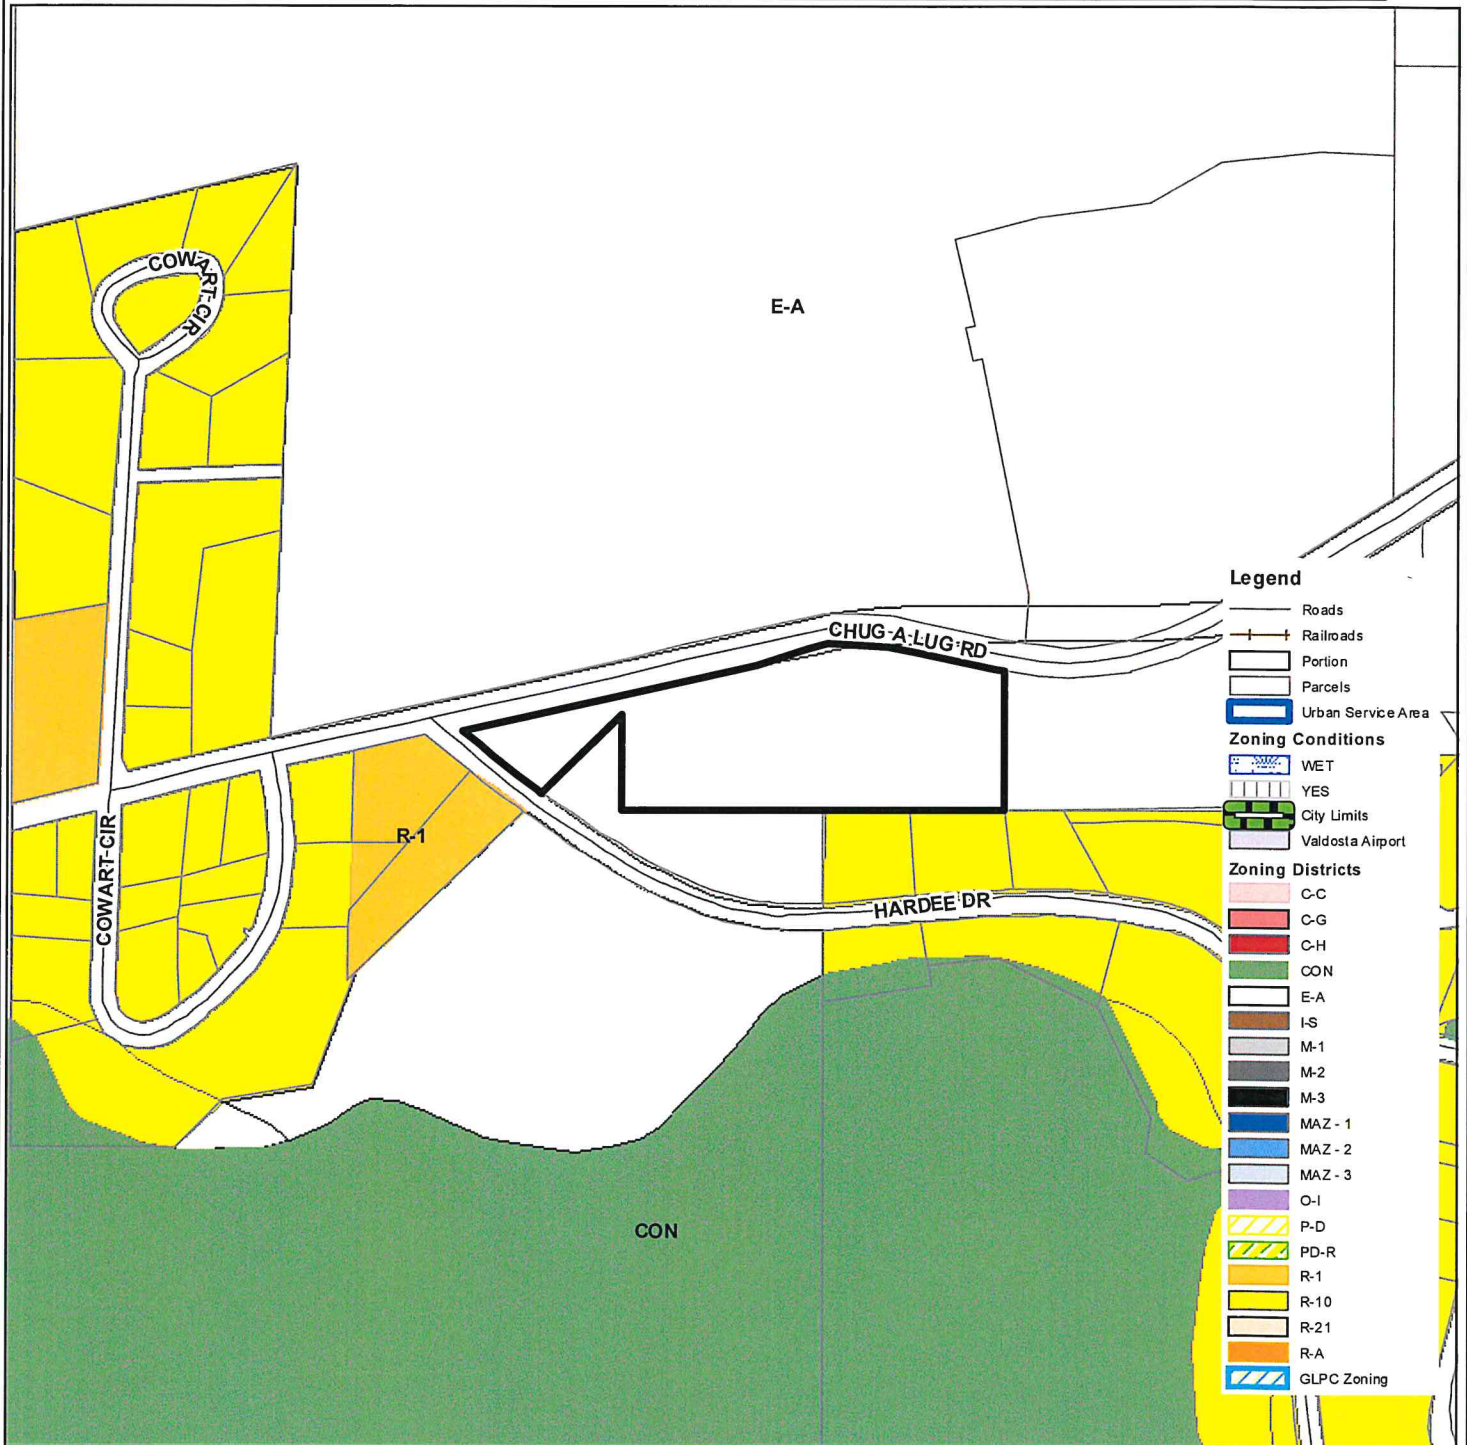 COWART-CIR
E-A
CHUG-A-LUG-RD
R-1
COWART-CIR
HARDEE DR
CON
Legend
Roads
Railroads
Portion
Parcels
Urban Service Area
Zoning Conditions
WET
YES
City Limits
Valdosta Airport
Zoning Districts
C-C
C-G
C-H
CON
E-A
I-S
M-1
M-2
M-3
MAZ - 1
MAZ - 2
MAZ - 3
O-I
P-D
PD-R
R-1
R-10
R-21
R-A
GLPC Zoning